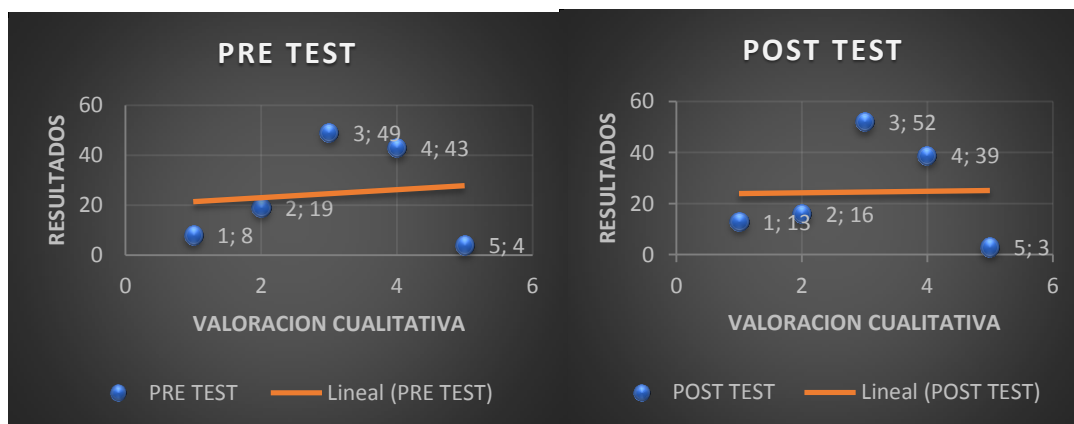 PRE TEST
RESULTADOS
60
40
20
0
3; 49
4; 43
2; 19
1; 8
5; 4
0
2
4
6
VALORACION CUALITATIVA
PRE TEST
Lineal (PRE TEST)
POST TEST
RESULTADOS
60
40
20
0
3; 52
4; 39
1; 13
2; 16
5; 3
0
2
4
6
VALORACION CUALITATIVA
POST TEST
Lineal (POST TEST)